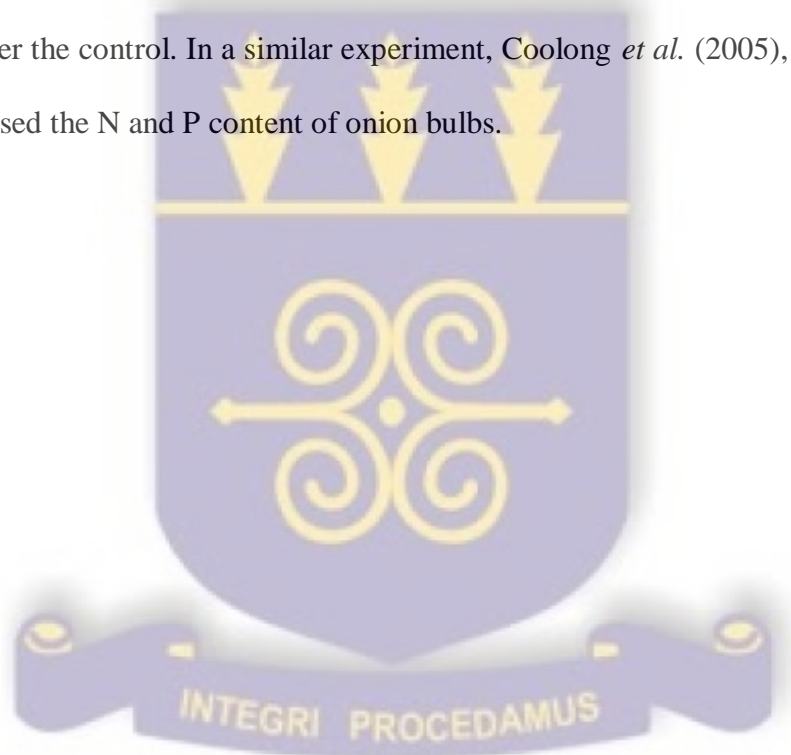 er the control. In a similar experiment, Coolong et al. (2005),
sed the N and P content of onion bulbs.
INTEGRI PROCEDAMUS